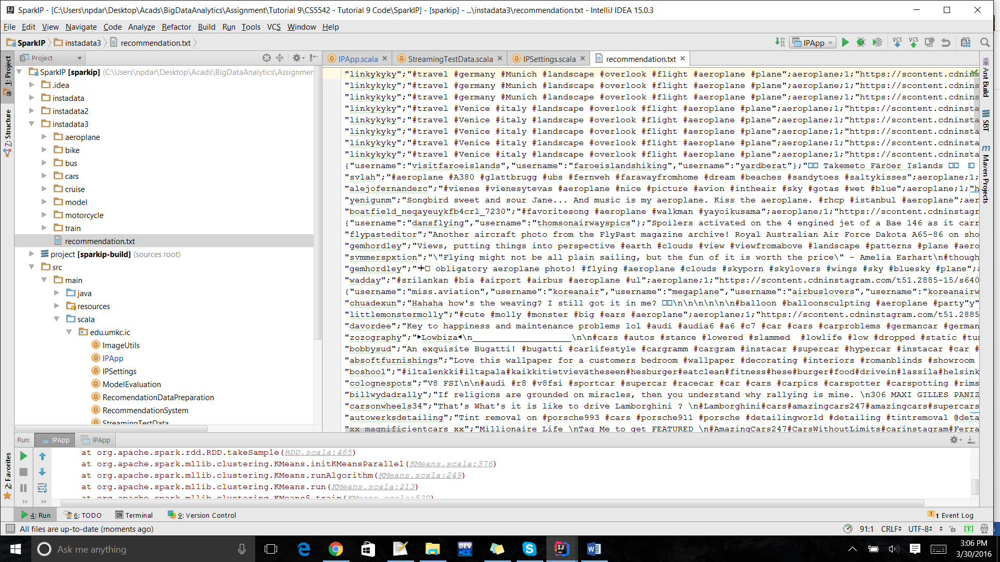 SparkIP - [C:\Users\npdar\Desktop\Acads\BigDataAnalytics\Assignment\Tutorial 9\CS5542 - Tutorial 9 Code\SparkIP] - [sparkip] - ...\instadata3\recommendation.txt - IntelliJ IDEA 15.0.3
File Edit View Navigate Code Analyze Refactor Build Run Tools VCS Window Help
SparkIP instadata3 recommendation.txt
IPApp
VCS VCS
Project
IPApp.scala StreamingTestData.scala IPSettings.scala recommendation.txt
1: Project
7: Structure
2: Favorites
SparkIP [sparkip] (C:\Users\npdar\Desktop\Acads\BigDataAnalytics\Assignmen
.idea
instadata
instadata2
instadata3
aeroplane
bike
bus
cars
cruise
model
motorcycle
train
recommendation.txt
project [sparkip-build] (sources root)
src
main
java
resources
scala
edu.umkc.ic
ImageUtils
IPApp
IPSettings
ModelEvaluation
RecomendationDataPreparation
RecommendationSystem
StreamingTestData
"linkykyky";"#travel #germany #Munich #landscape #overlook #flight #aeroplane #plane";aeroplane;1;"https://scontent.cdnins
"linkykyky";"#travel #germany #Munich #landscape #overlook #flight #aeroplane #plane";aeroplane;1;"https://scontent.cdnins
"linkykyky";"#travel #germany #Munich #landscape #overlook #flight #aeroplane #plane";aeroplane;1;"https://scontent.cdnins
"linkykyky";"#travel #Venice #italy #landscape #overlook #flight #aeroplane #plane";aeroplane;1;"https://scontent.cdninsta
"linkykyky";"#travel #Venice #italy #landscape #overlook #flight #aeroplane #plane";aeroplane;1;"https://scontent.cdninsta
"linkykyky";"#travel #Venice #italy #landscape #overlook #flight #aeroplane #plane";aeroplane;1;"https://scontent.cdninsta
"linkykyky";"#travel #Venice #italy #landscape #overlook #flight #aeroplane #plane";aeroplane;1;"https://scontent.cdninsta
"linkykyky";"#travel #Venice #italy #landscape #overlook #flight #aeroplane #plane";aeroplane;1;"https://scontent.cdninsta
{"username":"visitfaroeislands","username":"faroeislandshiking","username":"yardberat"};"□□ Takemeto Färöer Islands □□ □
"svlah";"#aeroplane #A380 #glattbrugg #ubs #fernweh #farawayfromhome #dream #beaches #sandytoes #saltykisses";aeroplane;1;
"alejofernandezc";"#vienes #vienesytevas #aeroplane #nice #picture #avion #intheair #sky #gotas #wet #blue";aeroplane;1;"h
"yenigunm";"Songbird sweet and sour Jane... And music is my aeroplane. Kiss the aeroplane. #rhcp #istanbul #aeroplane";aer
"boatfield_neqayeuykfb4crl_7230";"#favoritesong #aeroplane #walkman #yayoikusama";aeroplane;1;"https://scontent.cdninstagr
{"username":"dansflying","username":"thomsonairwayspics"};"Spoilers activated on the 4 engined jet of a Bae 146 as it carr
"flypasteditor";"Another aircraft photo from the FlyPast magazine archive! Royal Australian Air Force Dakota A65-86 on sho
"gemhordley";"Views, putting things into perspective #earth #clouds #view #viewfromabove #landscape #patterns #plane #aero
"svmmerspxtion";"\"Flying might not be all plain sailing, but the fun of it is worth the price\" - Amelia Earhart\n#though
"gemhordley";"✈□ obligatory aeroplane photo! #flying #aeroplane #clouds #skyporn #skylovers #wings #sky #bluesky #plane";a
"wadday";"#srilankan #bia #airport #airbus #aeroplane #ul";aeroplane;1;"https://scontent.cdninstagram.com/t51.2885-15/s640
{"username":"miss.aviation","username":"koreanair","username":"megaplane","username":"airbuslovers","username":"koreanairw
"chuadexun";"Hahaha how's the weaving? I still got it in me? □□\n\n\n\n\n\n#balloon #balloonsculpting #aeroplane #party"y"
"littlemonstermolly";"#cute #molly #monster #big #ears #aeroplane";aeroplane;1;"https://scontent.cdninstagram.com/t51.2885
"davordee";"Key to happiness and maintenance problems lol #audi #audia6 #a6 #c7 #car #cars #carproblems #germancar #german
"zozography";"▶Lowbiza◀\n___________________\n\n#cars #autos #stance #lowered #slammed  #lowlife #low #dropped #static #tu
"bobbysud";"An exquisite Bugatti! #bugatti #carlifestyle #cargramm #cargram #instacar #supercar #hypercar #instacar #car #
"absoftfurnishings";"Love this wallpaper for a customers bedroom #wallpaper #decorating #interiors #romanblinds #showroom
"boshool";"#iltalenkki#iltapala#kaikkitietvievätheseen#hesburger#eatclean#fitness#hese#burger#food#drivein#lassila#helsink
"colognespots";"V8 FSI\n\n#audi #r8 #v8fsi #sportcar #supercar #racecar #car #cars #carpics #carspotter #carspotting #rims
"billwydadrally";"If religions are grounded on miracles, then you understand why rallying is mine. \n306 MAXI GILLES PANIZ
"carsonwheels34";"That's What's it is like to drive Lamborghini ? \n#Lamborghini#cars#amazingcars247#amazingcars#supercars
"autowerksdetailing";"Tint removal on #porsche993 #cars #porsche911 #porsche #detailingworld #detailing #tintremoval @deta
"xx_magnificientcars_xx";"Millionaire Life \nTag Me to get FEATURED \n#AmazingCars247#CarsWithoutLimits#carinstagram#Ferra
Ant Build
SBT
Maven Projects
Run: IPApp IPApp
at org.apache.spark.rdd.RDD.takeSample(RDD.scala:485)
at org.apache.spark.mllib.clustering.KMeans.initKMeansParallel(KMeans.scala:376)
at org.apache.spark.mllib.clustering.KMeans.runAlgorithm(KMeans.scala:249)
at org.apache.spark.mllib.clustering.KMeans.run(KMeans.scala:213)
at org.apache.spark.mllib.clustering.KMeans$.train(KMeans.scala:520)
4: Run 6: TODO Terminal 9: Version Control 1 Event Log
All files are up-to-date (moments ago) 91:1 CRLF UTF-8 [T]
Ask me anything
DEV
3:06 PM
3/30/2016